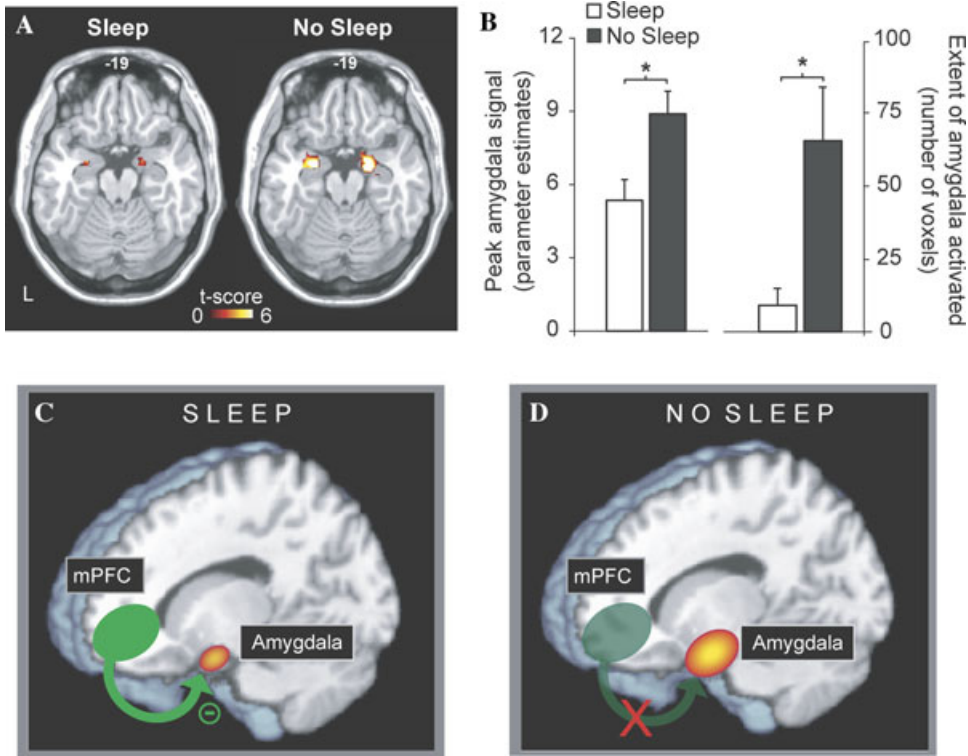 A
Sleep
No Sleep
-19
-19
L
t-score
0
6
B
Sleep
No Sleep
12
9
6
3
0
Peak amygdala signal
(parameter estimates)
*
*
100
75
50
25
0
Extent of amygdala activated
(number of voxels)
C
SLEEP
mPFC
Amygdala
⊖
D
NO SLEEP
mPFC
Amygdala
X